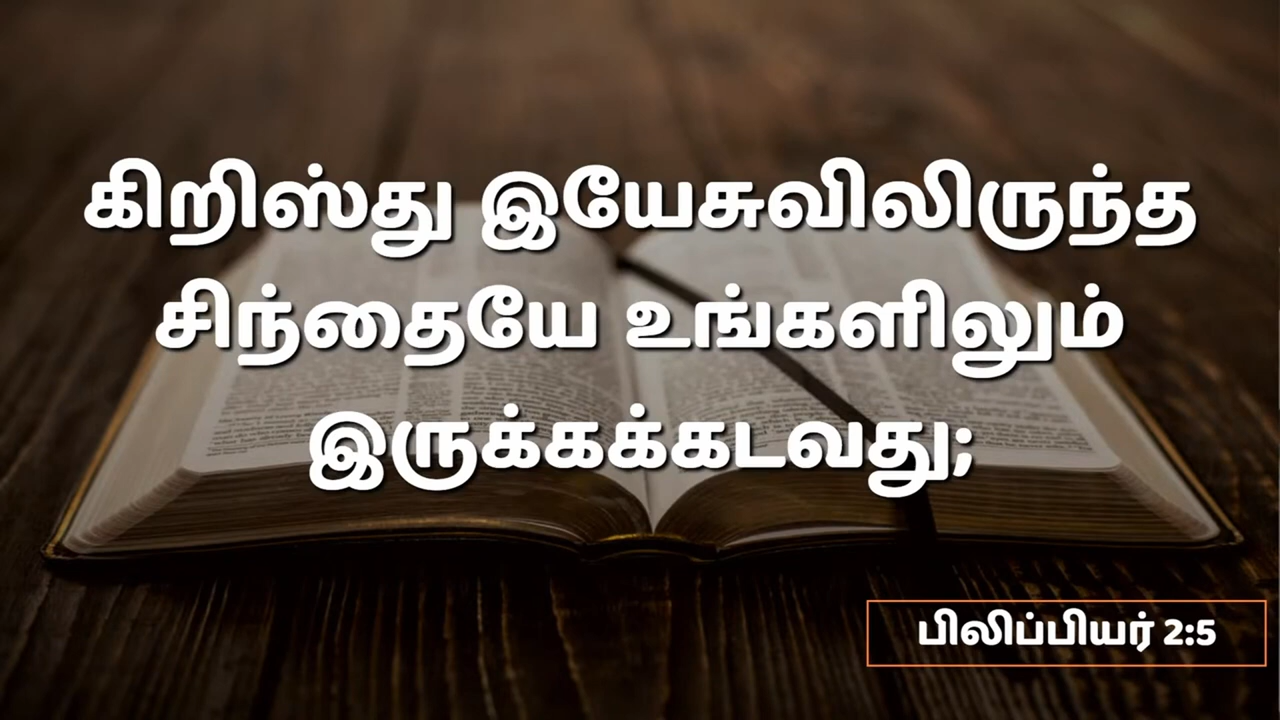 கிறிஸ்து இயேசுவிலிருந்த
சிந்தையே உங்களிலும்
இருக்கக்கடவது;
பிலிப்பியர் 2:5